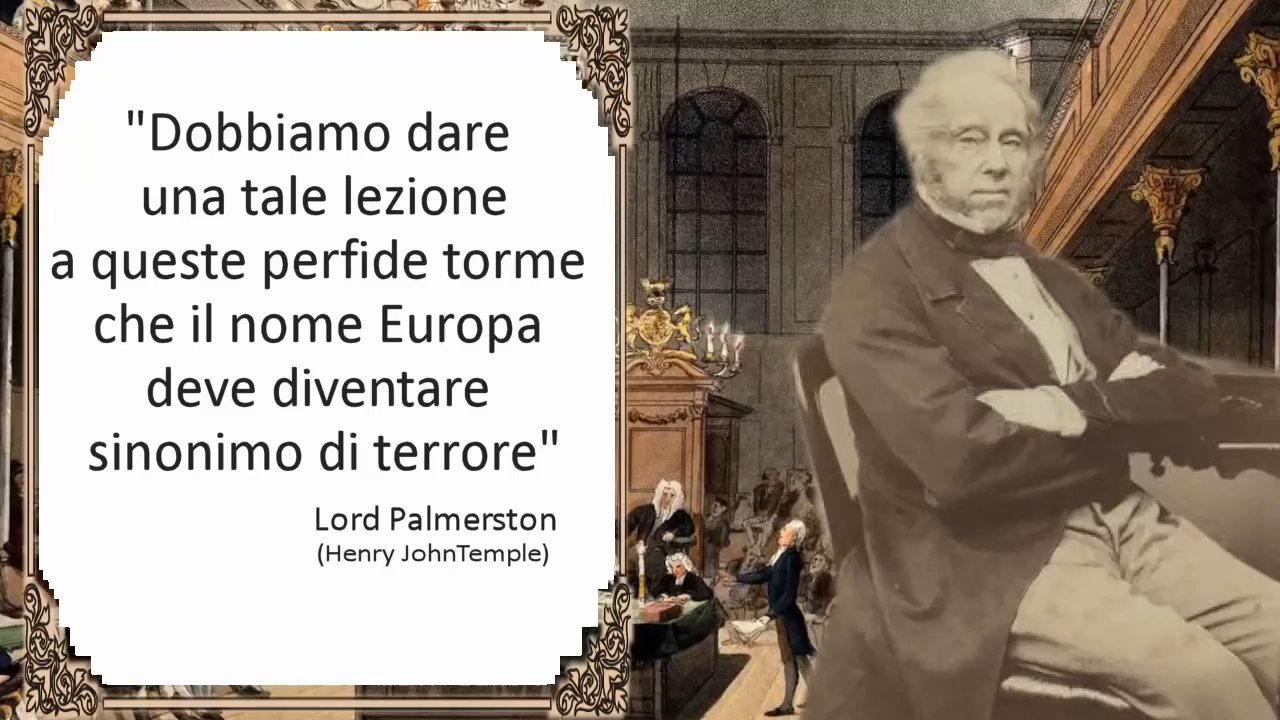 "Dobbiamo dare
una tale lezione
a queste perfide torme
che il nome Europa
deve diventare
sinonimo di terrore"
Lord Palmerston
(Henry JohnTemple)